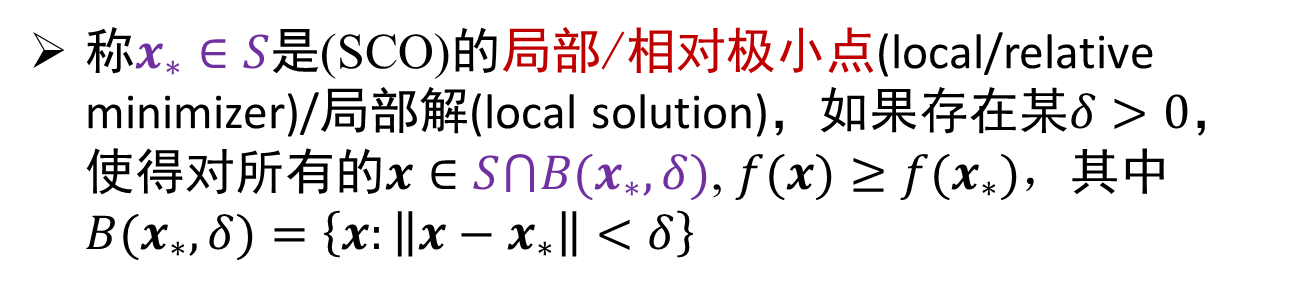 ➢ 称𝒙∗ ∈ 𝑆是(SCO)的局部/相对极小点(local/relative
minimizer)/局部解(local solution)，如果存在某𝛿 > 0，
使得对所有的𝒙 ∈ 𝑆⋂𝐵(𝒙∗, 𝛿), 𝑓(𝒙) ≥ 𝑓(𝒙∗)，其中
𝐵(𝒙∗, 𝛿) = {𝒙: ‖𝒙 − 𝒙∗‖ < 𝛿}